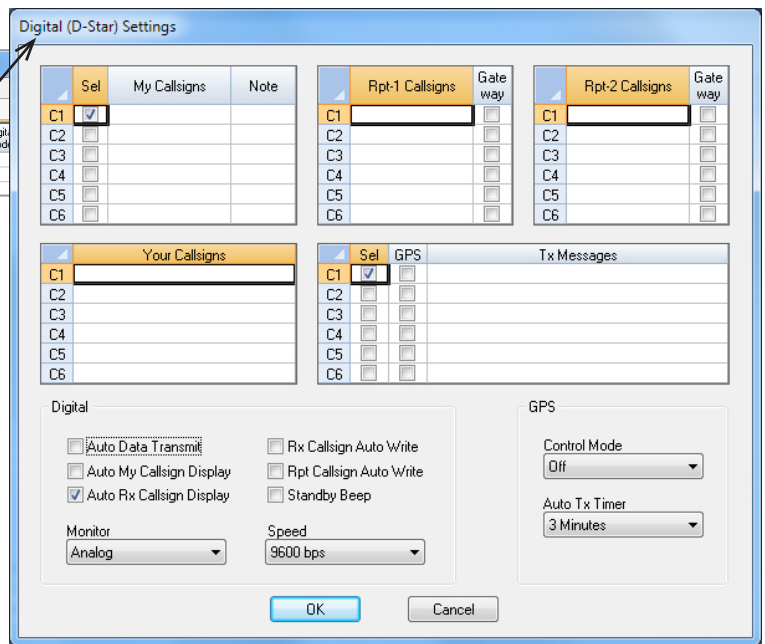 Digital (D-Star) Settings
Sel My Callsigns Note
C1
C2
C3
C4
C5
C6
Rpt-1 Callsigns Gate way
C1
C2
C3
C4
C5
C6
Rpt-2 Callsigns Gate way
C1
C2
C3
C4
C5
C6
Your Callsigns
C1
C2
C3
C4
C5
C6
Sel GPS Tx Messages
C1
C2
C3
C4
C5
C6
Digital
Auto Data Transmit
Auto My Callsign Display
Auto Rx Callsign Display
Rx Callsign Auto Write
Rpt Callsign Auto Write
Standby Beep
Monitor
Analog
Speed
9600 bps
GPS
Control Mode
Off
Auto Tx Timer
3 Minutes
OK
Cancel